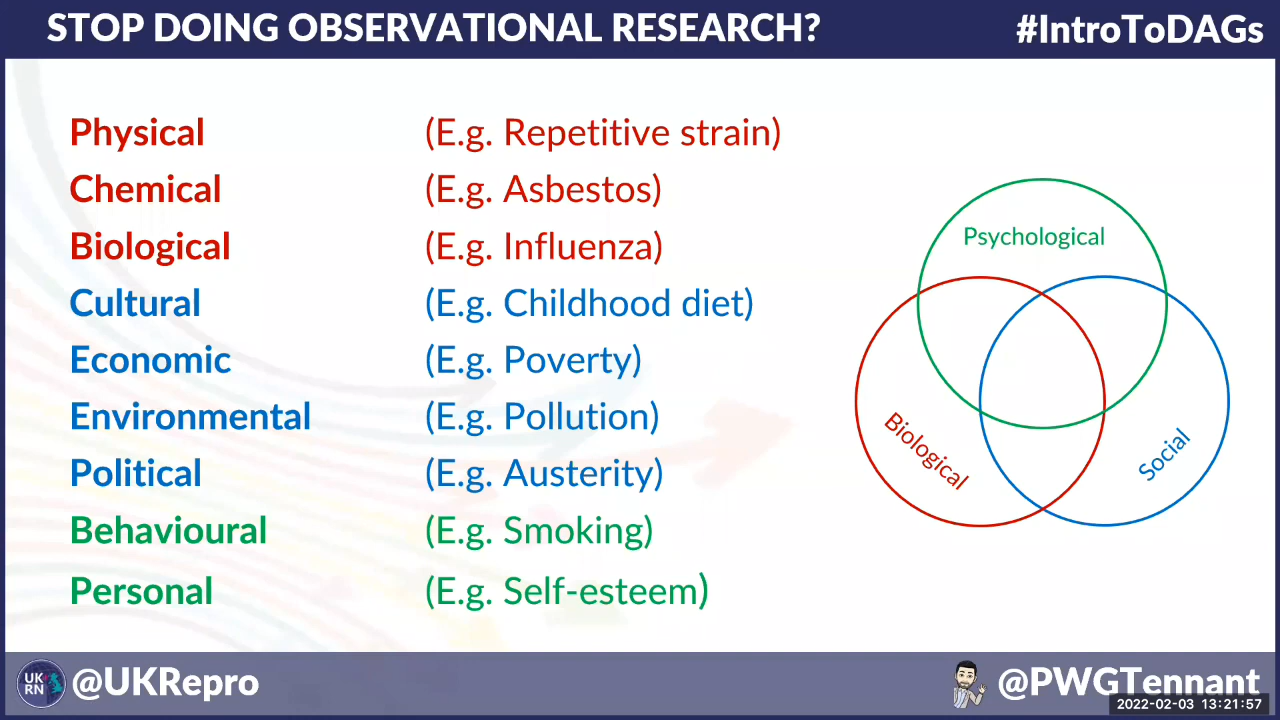 STOP DOING OBSERVATIONAL RESEARCH?
#IntroToDAGs
Physical (E.g. Repetitive strain)
Chemical (E.g. Asbestos)
Biological (E.g. Influenza)
Cultural (E.g. Childhood diet)
Economic (E.g. Poverty)
Environmental (E.g. Pollution)
Political (E.g. Austerity)
Behavioural (E.g. Smoking)
Personal (E.g. Self-esteem)
Psychological
Biological
Social
UK
RN
@UKRepro
@PWGTennant
2022-02-03 13:21:57